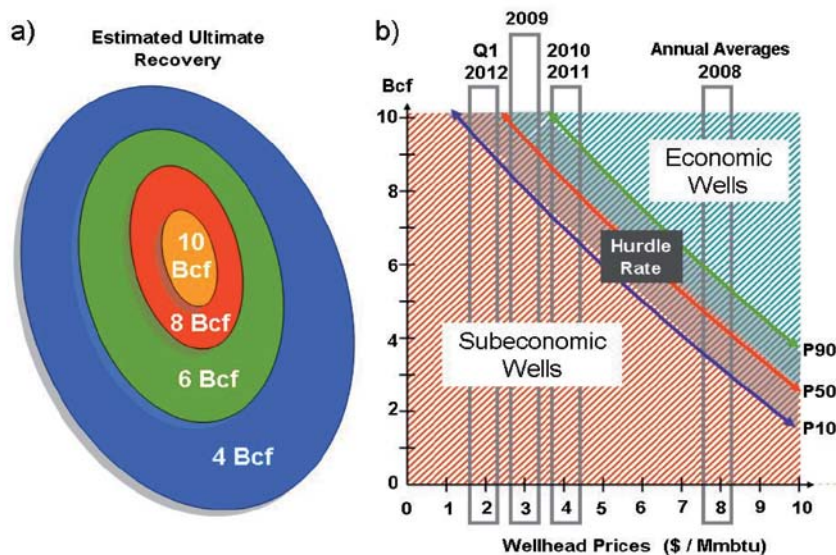 a)
Estimated Ultimate
Recovery
10
Bcf
8 Bcf
6 Bcf
4 Bcf
b)
2009
Q1
2012
2010
2011
Annual Averages
2008
Bcf
10
8
6
4
2
0
Economic
Wells
Hurdle
Rate
Subeconomic
Wells
P90
P50
P10
0 1 2 3 4 5 6 7 8 9 10
Wellhead Prices ($ / Mmbtu)